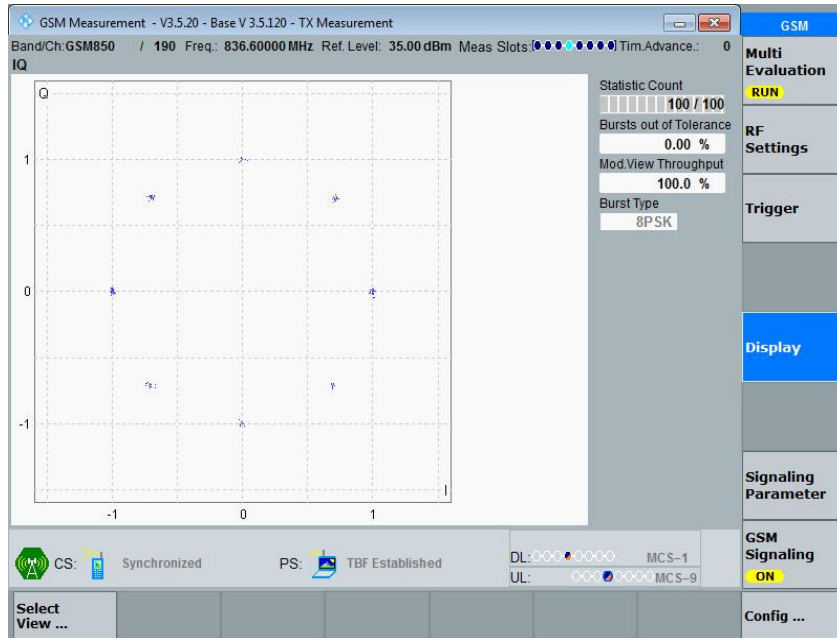 GSM Measurement - V3.5.20 - Base V 3.5.120 - TX Measurement
Band/Ch: GSM850 / 190 Freq.: 836.60000 MHz Ref. Level: 35.00 dBm Meas Slots: Tim.Advance.: 0
IQ
Q
1
0
-1
I
-1 0 1
Statistic Count
100 / 100
Bursts out of Tolerance
0.00 %
Mod.View Throughput
100.0 %
Burst Type
8PSK
GSM
Multi
Evaluation
RUN
RF
Settings
Trigger
Display
Signaling
Parameter
GSM
Signaling
ON
Config ...
CS: Synchronized PS: TBF Established
DL: MCS-1
UL: MCS-9
Select
View ...